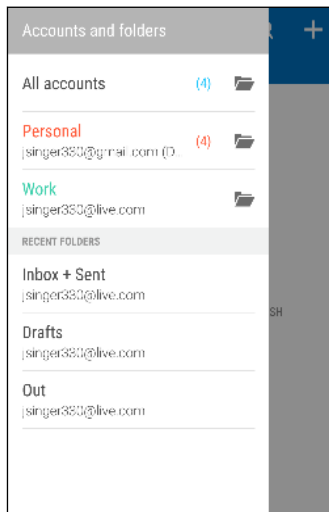 Accounts and folders
All accounts (4)
Personal (4)
jsinger330@gmail.com (D...
Work
jsinger330@live.com
RECENT FOLDERS
Inbox + Sent
jsinger330@live.com
Drafts
jsinger330@live.com
Out
jsinger330@live.com
SH